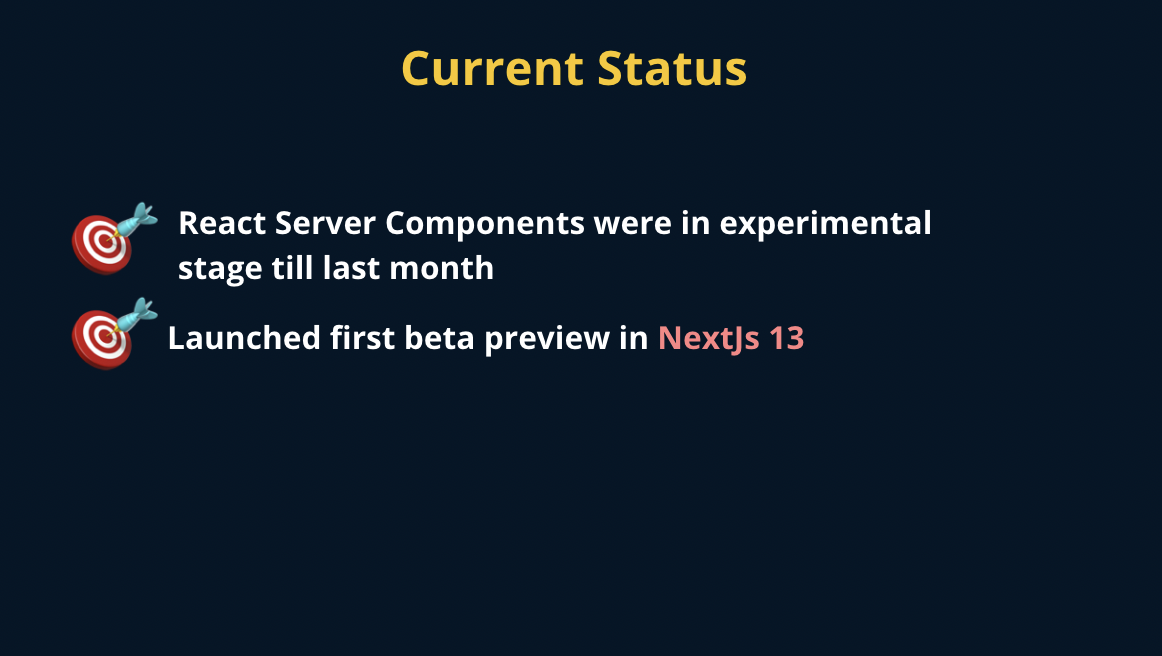 Current Status
React Server Components were in experimental
stage till last month
Launched first beta preview in NextJs 13